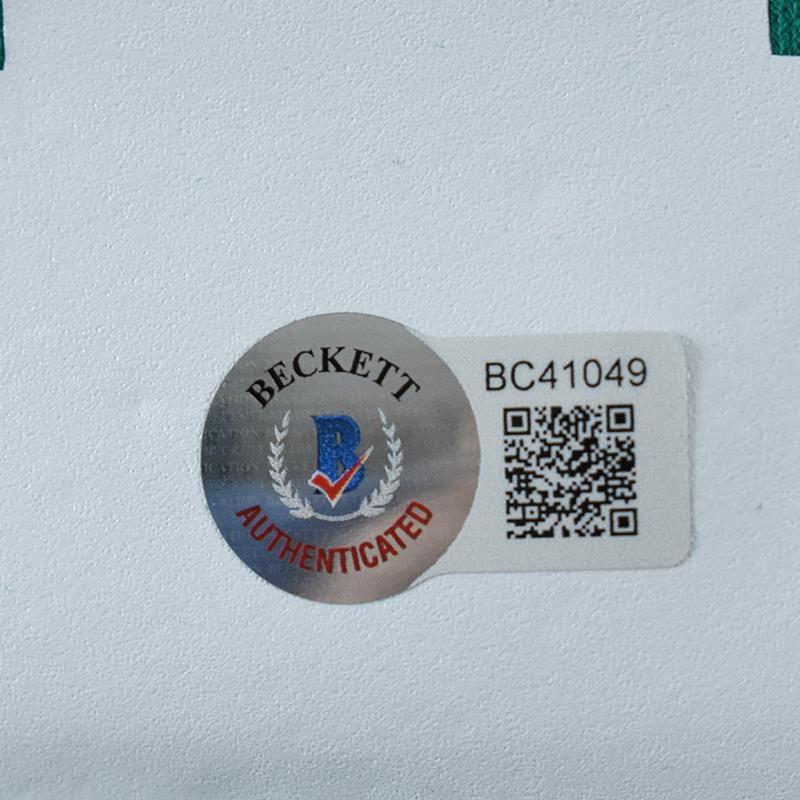 BECKETT
B
AUTHENTICATED
BC41049